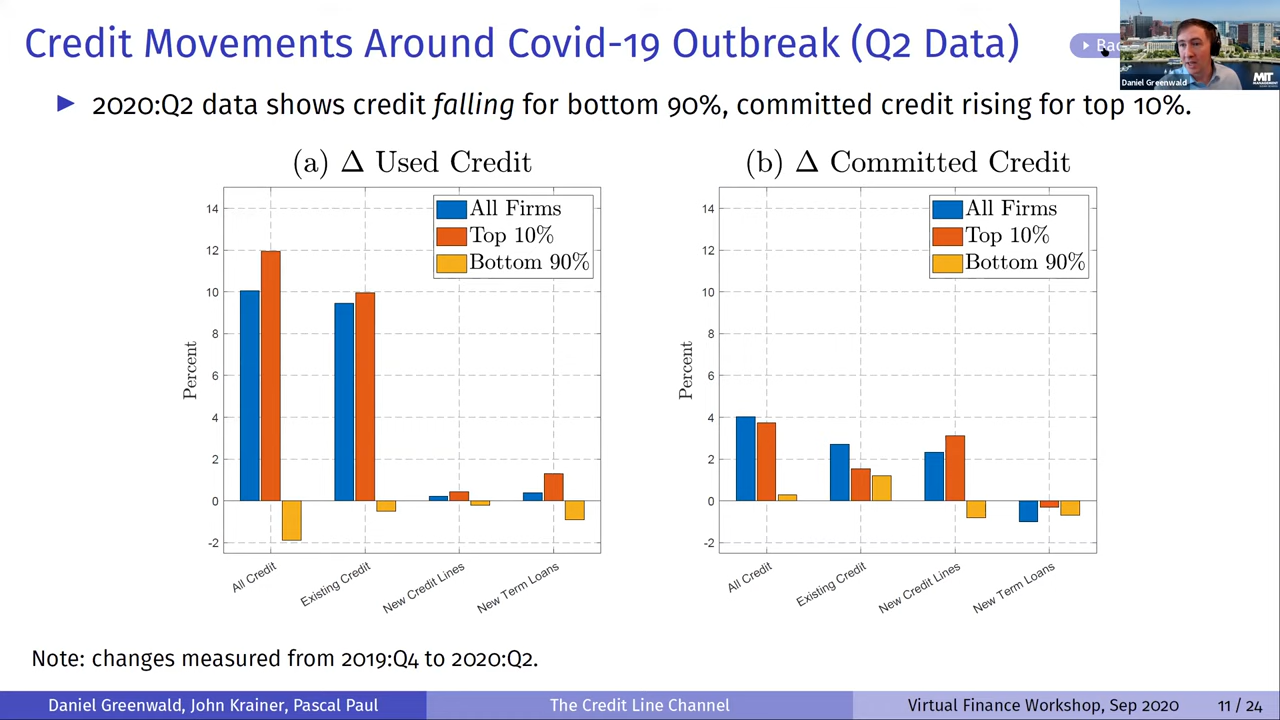 Credit Movements Around Covid-19 Outbreak (Q2 Data)
Daniel Greenwald
MIT
MANAGEMENT
▶ 2020:Q2 data shows credit falling for bottom 90%, committed credit rising for top 10%.
(a) Δ Used Credit
14
12
10
8
6
4
2
0
-2
Percent
All Firms
Top 10%
Bottom 90%
All Credit
Existing Credit
New Credit Lines
New Term Loans
(b) Δ Committed Credit
14
12
10
8
6
4
2
0
-2
Percent
All Firms
Top 10%
Bottom 90%
All Credit
Existing Credit
New Credit Lines
New Term Loans
Note: changes measured from 2019:Q4 to 2020:Q2.
Daniel Greenwald, John Krainer, Pascal Paul
The Credit Line Channel
Virtual Finance Workshop, Sep 2020
11 / 24